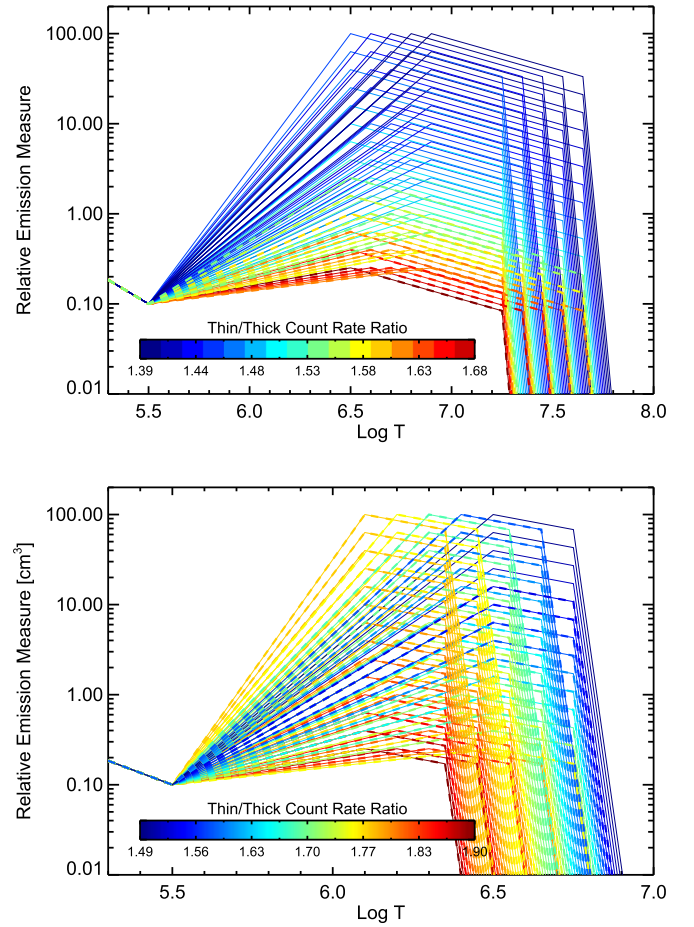 Relative Emission Measure
100.00
10.00
1.00
0.10
0.01
Thin/Thick Count Rate Ratio
1.39 1.44 1.48 1.53 1.58 1.63 1.68
5.5 6.0 6.5 7.0 7.5 8.0
Log T
Relative Emission Measure [cm³]
100.00
10.00
1.00
0.10
0.01
Thin/Thick Count Rate Ratio
1.49 1.56 1.63 1.70 1.77 1.83 1.90
5.5 6.0 6.5 7.0
Log T